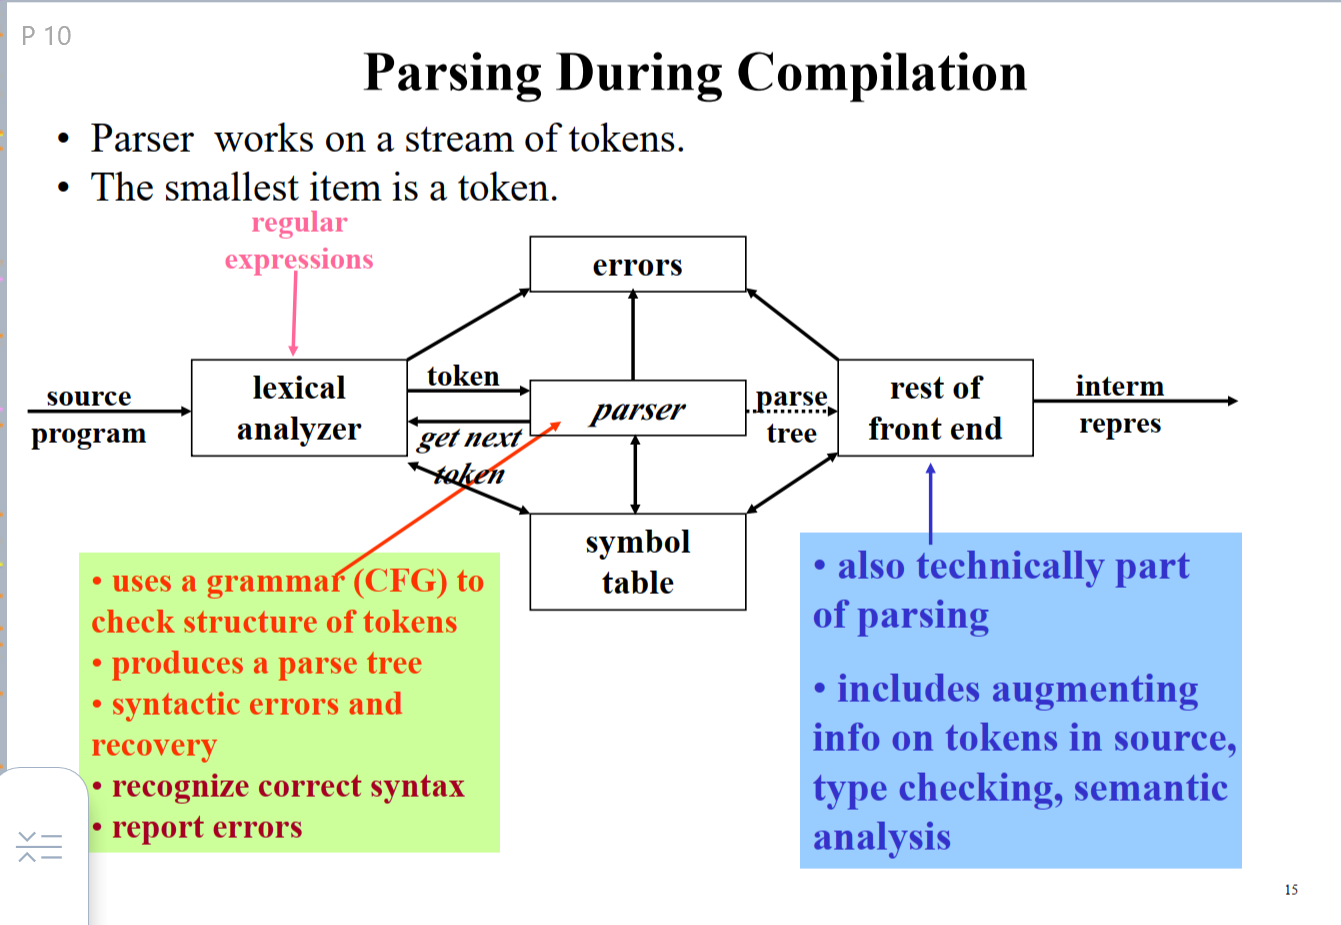 P 10
Parsing During Compilation
• Parser works on a stream of tokens.
• The smallest item is a token.
regular
expressions
errors
source
program
lexical
analyzer
token
get next
token
parser
parse
tree
rest of
front end
interm
repres
symbol
table
• uses a grammar (CFG) to
check structure of tokens
• produces a parse tree
• syntactic errors and
recovery
• recognize correct syntax
• report errors
• also technically part
of parsing
• includes augmenting
info on tokens in source,
type checking, semantic
analysis
15